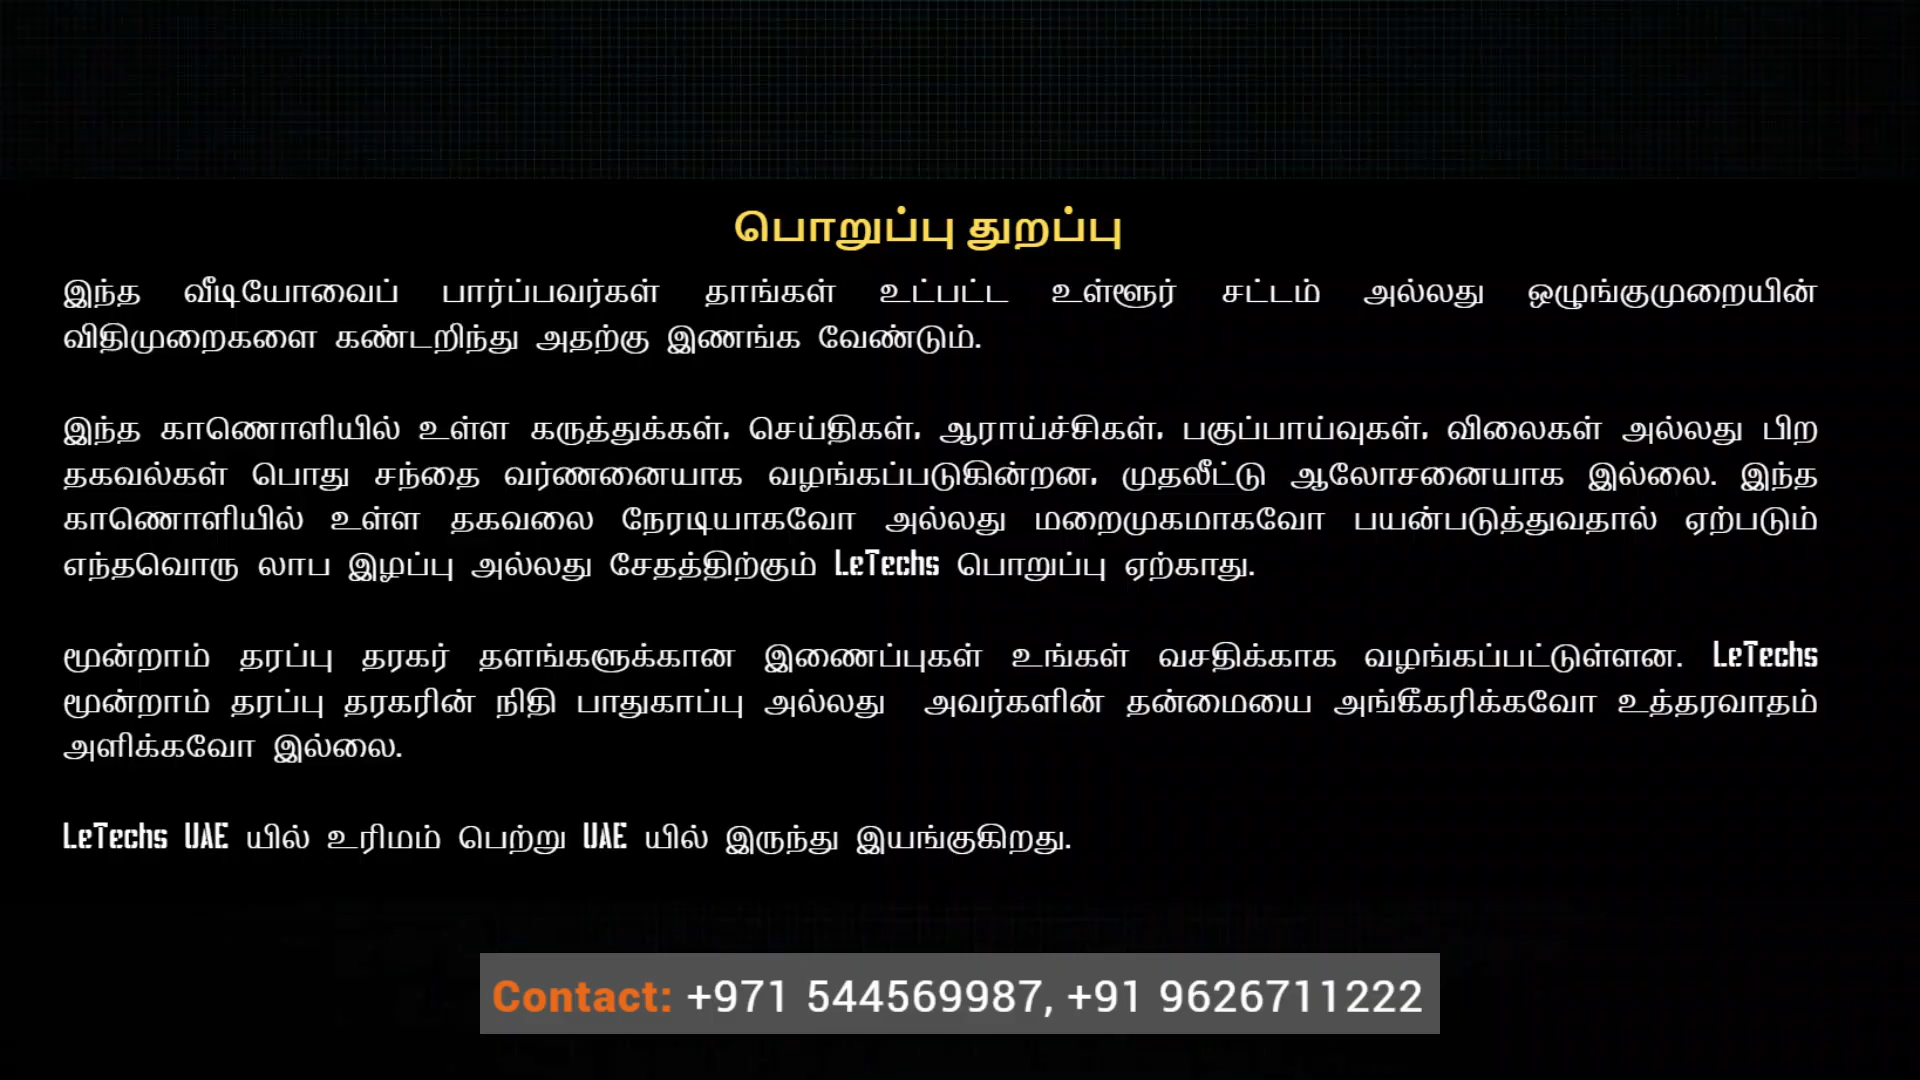 பொறுப்பு துறப்பு
இந்த வீடியோவைப் பார்ப்பவர்கள் தாங்கள் உட்பட்ட உள்ளூர் சட்டம் அல்லது ஒழுங்குமுறையின்
விதிமுறைகளை கண்டறிந்து அதற்கு இணங்க வேண்டும்.
இந்த காணொளியில் உள்ள கருத்துக்கள், செய்திகள், ஆராய்ச்சிகள், பகுப்பாய்வுகள், விலைகள் அல்லது பிற
தகவல்கள் பொது சந்தை வர்ணனையாக வழங்கப்படுகின்றன, முதலீட்டு ஆலோசனையாக இல்லை. இந்த
காணொளியில் உள்ள தகவலை நேரடியாகவோ அல்லது மறைமுகமாகவோ பயன்படுத்துவதால் ஏற்படும்
எந்தவொரு லாப இழப்பு அல்லது சேதத்திற்கும் LeTechs பொறுப்பு ஏற்காது.
மூன்றாம் தரப்பு தரகர் தளங்களுக்கான இணைப்புகள் உங்கள் வசதிக்காக வழங்கப்பட்டுள்ளன. LeTechs
மூன்றாம் தரப்பு தரகரின் நிதி பாதுகாப்பு அல்லது அவர்களின் தன்மையை அங்கீகரிக்கவோ உத்தரவாதம்
அளிக்கவோ இல்லை.
LeTechs UAE யில் உரிமம் பெற்று UAE யில் இருந்து இயங்குகிறது.
Contact: +971 544569987, +91 9626711222